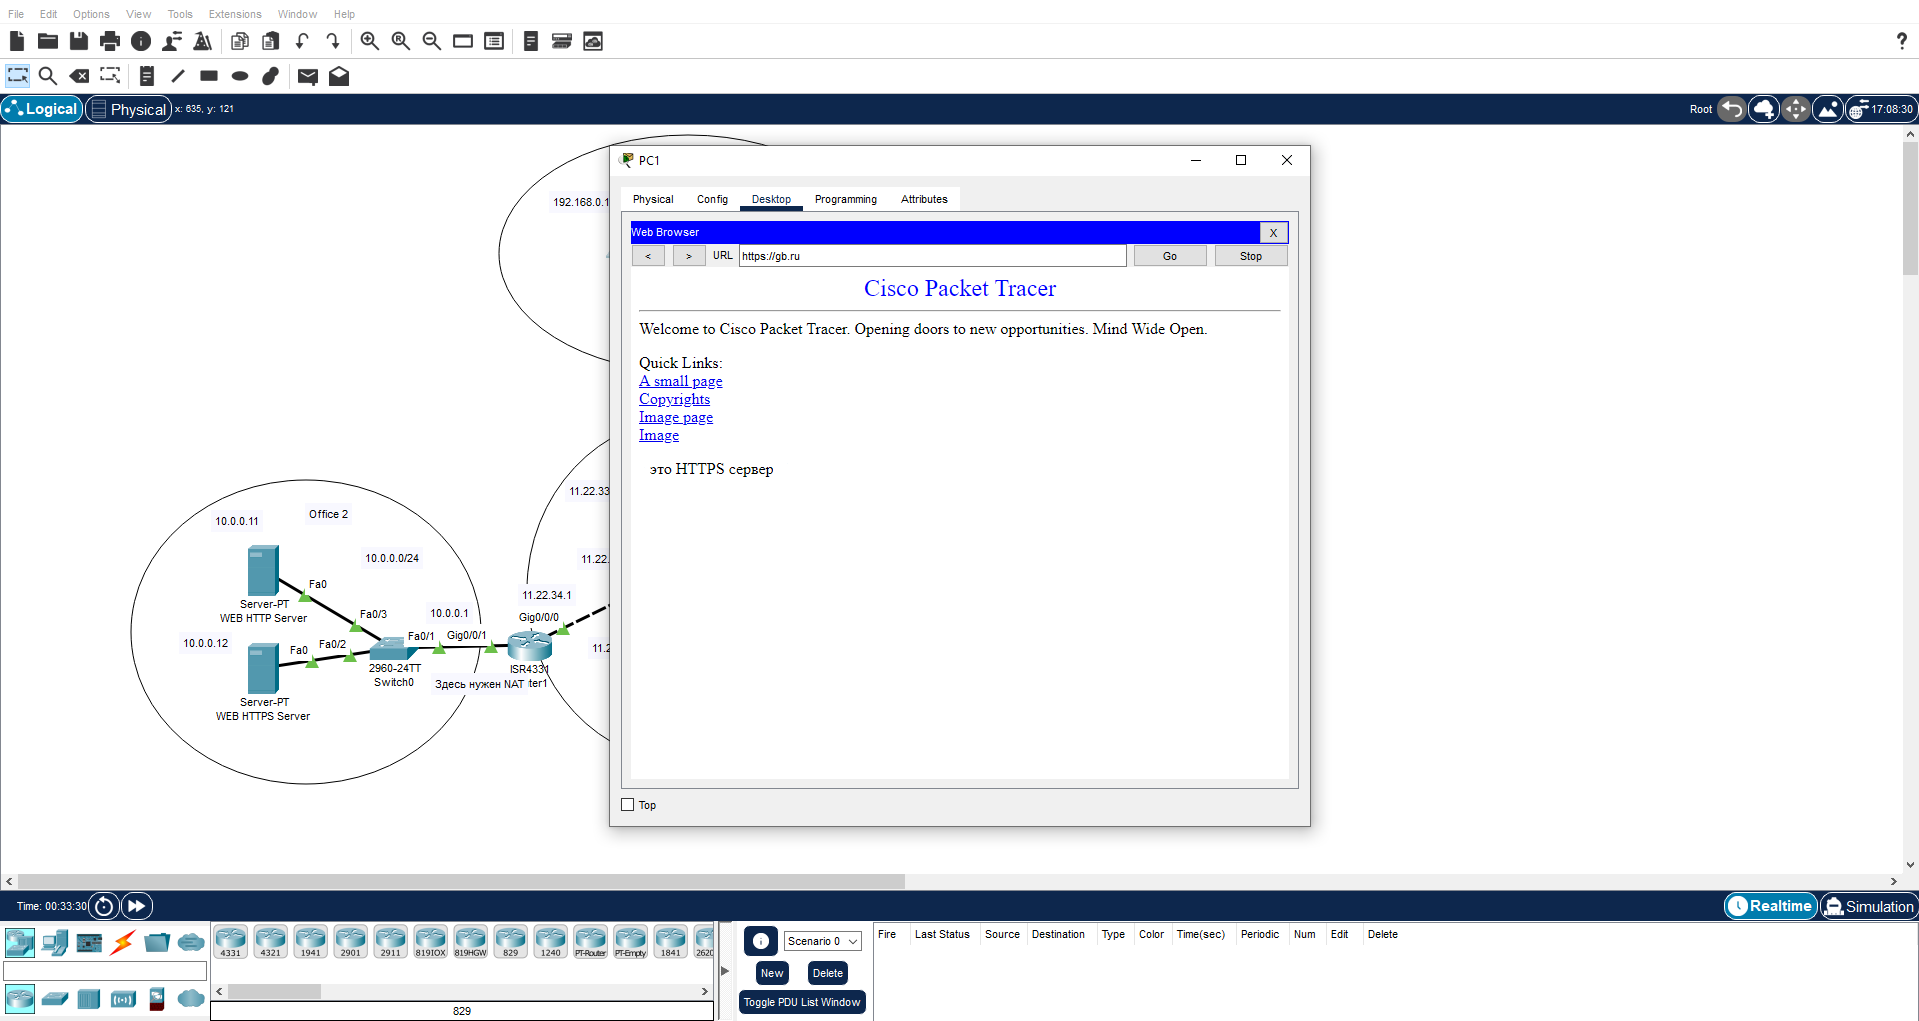 File Edit Options View Tools Extensions Window Help
?
Logical Physical x: 635, y: 121 Root 17:08:30
PC1
Physical Config Desktop Programming Attributes
Web Browser X
< > URL https://gb.ru Go Stop
Cisco Packet Tracer
Welcome to Cisco Packet Tracer. Opening doors to new opportunities. Mind Wide Open.
Quick Links:
A small page
Copyrights
Image page
Image
это HTTPS сервер
Top
192.168.0.1
11.22.33
11.22.
11.22.34.1
Gig0/0/0
11.2
Office 2
10.0.0.11
10.0.0.0/24
Fa0
Server-PT
WEB HTTP Server
Fa0/3
10.0.0.1
10.0.0.12
Fa0 Fa0/2
Fa0/1 Gig0/0/1
2960-24TT
Switch0
ISR4331
Здесь нужен NAT ter1
Server-PT
WEB HTTPS Server
Time: 00:33:30 Realtime Simulation
4331 4321 1941 2901 2911 819IOX 819HGW 829 1240 PT-Router PT-Empty 1841 2620
829
Scenario 0
New Delete
Toggle PDU List Window
Fire Last Status Source Destination Type Color Time(sec) Periodic Num Edit Delete